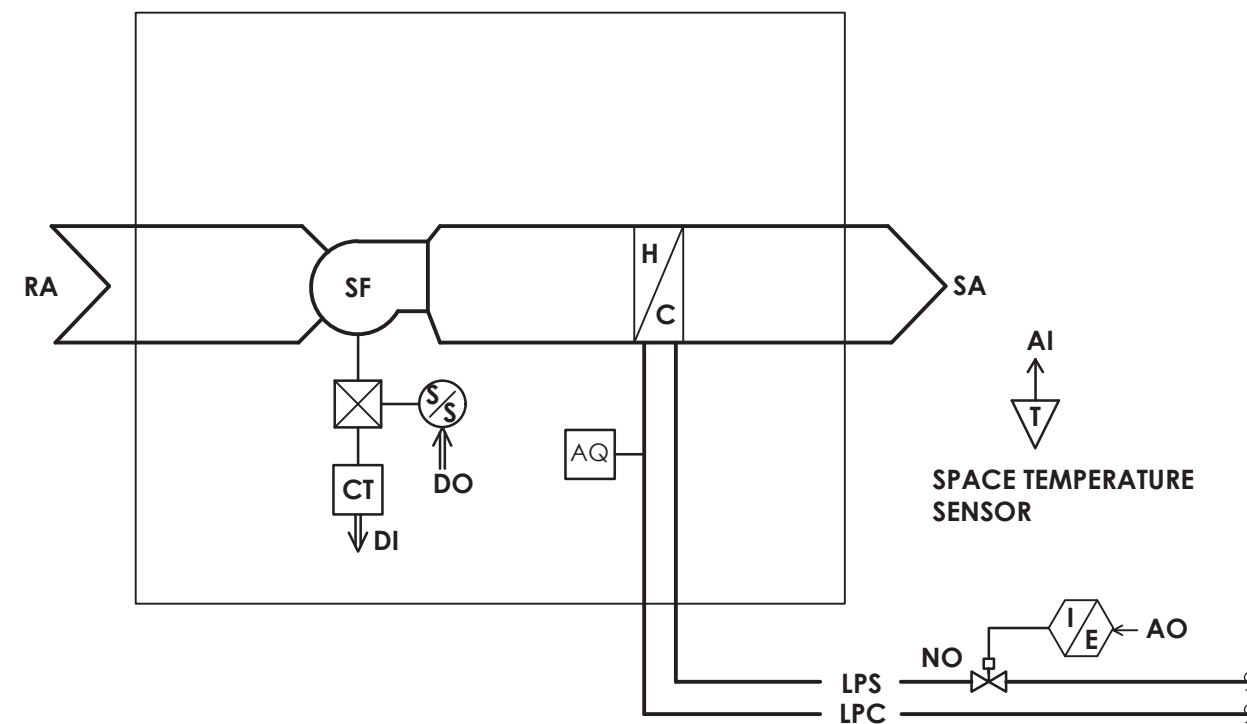 RA
SF
H
C
SA
S/S
AQ
CT
DO
DI
AI
T
SPACE TEMPERATURE
SENSOR
I/E
AO
NO
LPS
LPC